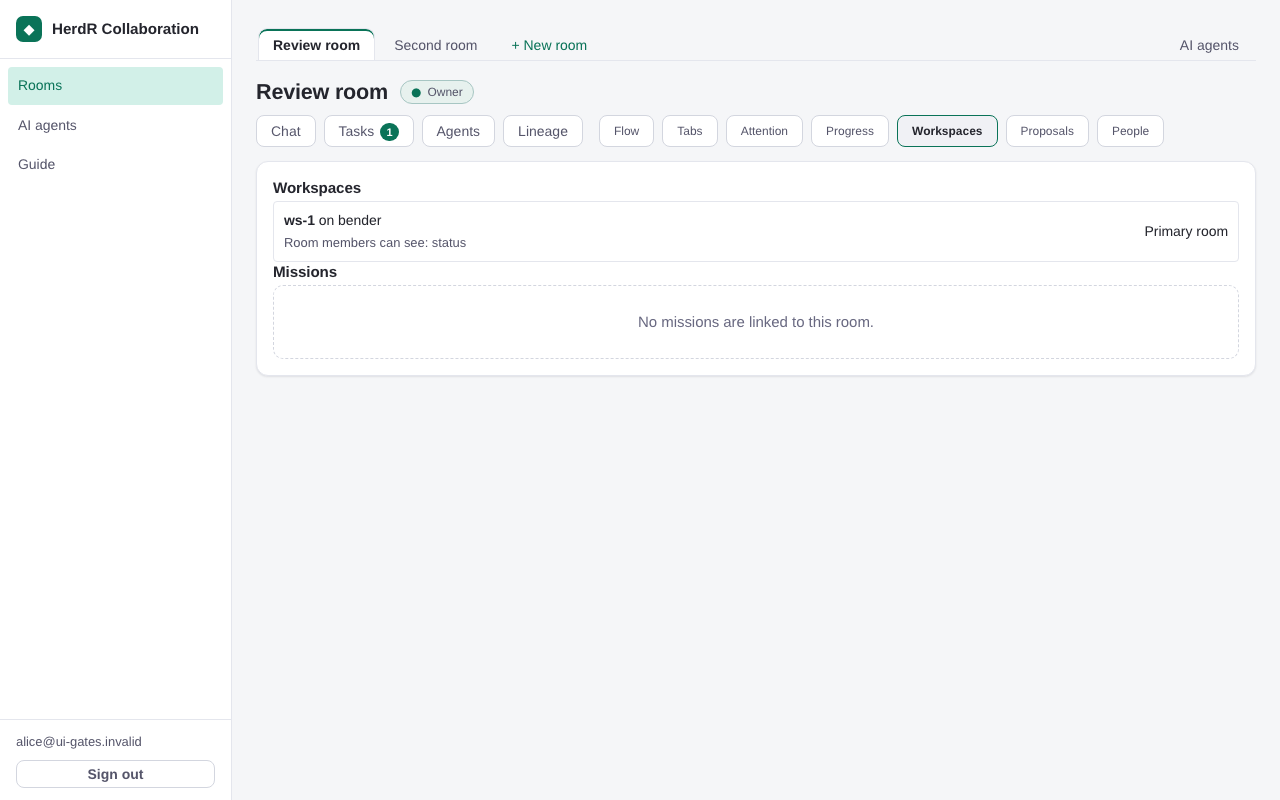 HerdR Collaboration
Rooms
AI agents
Guide
alice@ui-gates.invalid
Sign out
Review room
Second room
+ New room
AI agents
Review room
Owner
Chat
Tasks 1
Agents
Lineage
Flow
Tabs
Attention
Progress
Workspaces
Proposals
People
Workspaces
ws-1 on bender
Room members can see: status
Primary room
Missions
No missions are linked to this room.